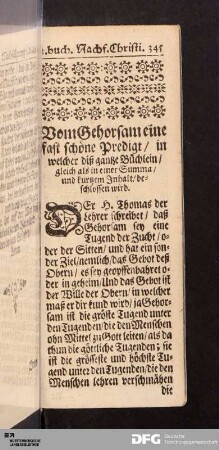 buch. Nachf. Christi. 345
Vom Gehorsam eine
fast schöne Predigt / in
welcher diß gantze Büchlein /
gleich als in einer Summa /
und kurtzem Inhalt / be-
schlossen wird.
DEr H. Thomas der
Lehrer schreibet / daß
Gehorsam sey eine
Tugend der Zucht / o-
der der Sitten / und hat ein son-
der Ziel / nemlich / das Gebot deß
Obern / es sey geoffenbahret o-
der in geheim / Und das Gebot ist
der Wille der Obern / in welcher
maß er dir kund wird / ja Gehor-
sam ist die gröste Tugend unter
den Tugenden / die den Menschen
ohn Mittel zu Gott leiten / als da
thun die göttliche Tugenden / sie
ist die grösseste und höchste Tu-
gend unter den Tugenden / die den
Menschen lehren verschmähen
die
DFG Deutsche
Forschungsgemeinschaft